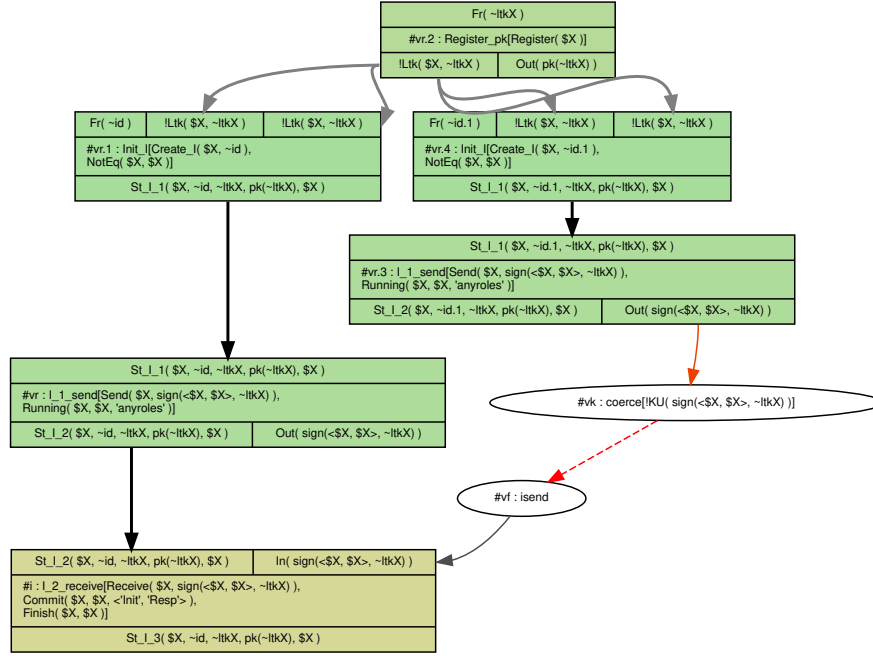 Fr( ~ltkX )
#vr.2 : Register_pk[Register( $X )]
!Ltk( $X, ~ltkX ) Out( pk(~ltkX) )
Fr( ~id ) !Ltk( $X, ~ltkX ) !Ltk( $X, ~ltkX )
#vr.1 : Init_I[Create_I( $X, ~id ),
NotEq( $X, $X )]
St_I_1( $X, ~id, ~ltkX, pk(~ltkX), $X )
Fr( ~id.1 ) !Ltk( $X, ~ltkX ) !Ltk( $X, ~ltkX )
#vr.4 : Init_I[Create_I( $X, ~id.1 ),
NotEq( $X, $X )]
St_I_1( $X, ~id.1, ~ltkX, pk(~ltkX), $X )
St_I_1( $X, ~id.1, ~ltkX, pk(~ltkX), $X )
#vr.3 : I_1_send[Send( $X, sign(<$X, $X>, ~ltkX) ),
Running( $X, $X, 'anyroles' )]
St_I_2( $X, ~id.1, ~ltkX, pk(~ltkX), $X ) Out( sign(<$X, $X>, ~ltkX) )
St_I_1( $X, ~id, ~ltkX, pk(~ltkX), $X )
#vr : I_1_send[Send( $X, sign(<$X, $X>, ~ltkX) ),
Running( $X, $X, 'anyroles' )]
St_I_2( $X, ~id, ~ltkX, pk(~ltkX), $X ) Out( sign(<$X, $X>, ~ltkX) )
#vk : coerce[!KU( sign(<$X, $X>, ~ltkX) )]
#vf : isend
St_I_2( $X, ~id, ~ltkX, pk(~ltkX), $X ) In( sign(<$X, $X>, ~ltkX) )
#i : I_2_receive[Receive( $X, sign(<$X, $X>, ~ltkX) ),
Commit( $X, $X, <'Init', 'Resp'> ),
Finish( $X, $X )]
St_I_3( $X, ~id, ~ltkX, pk(~ltkX), $X )